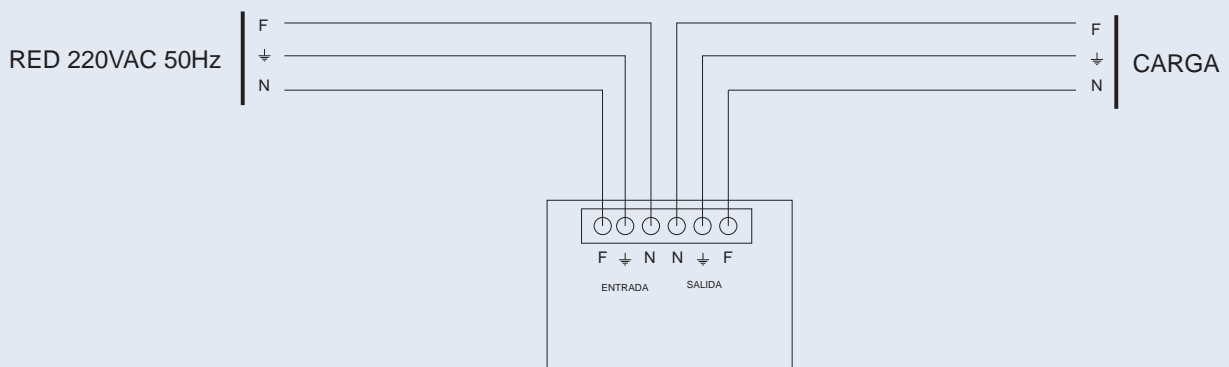 F
RED 220VAC 50Hz
N
F
CARGA
N
F N N F
ENTRADA SALIDA